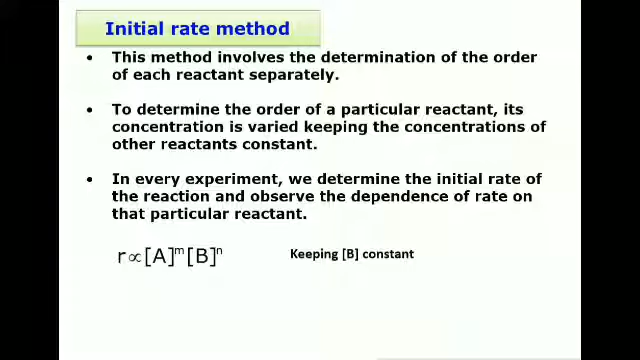 Initial rate method
• This method involves the determination of the order
of each reactant separately.
• To determine the order of a particular reactant, its
concentration is varied keeping the concentrations of
other reactants constant.
• In every experiment, we determine the initial rate of
the reaction and observe the dependence of rate on
that particular reactant.
r∝[A]ᵐ[B]ⁿ Keeping [B] constant